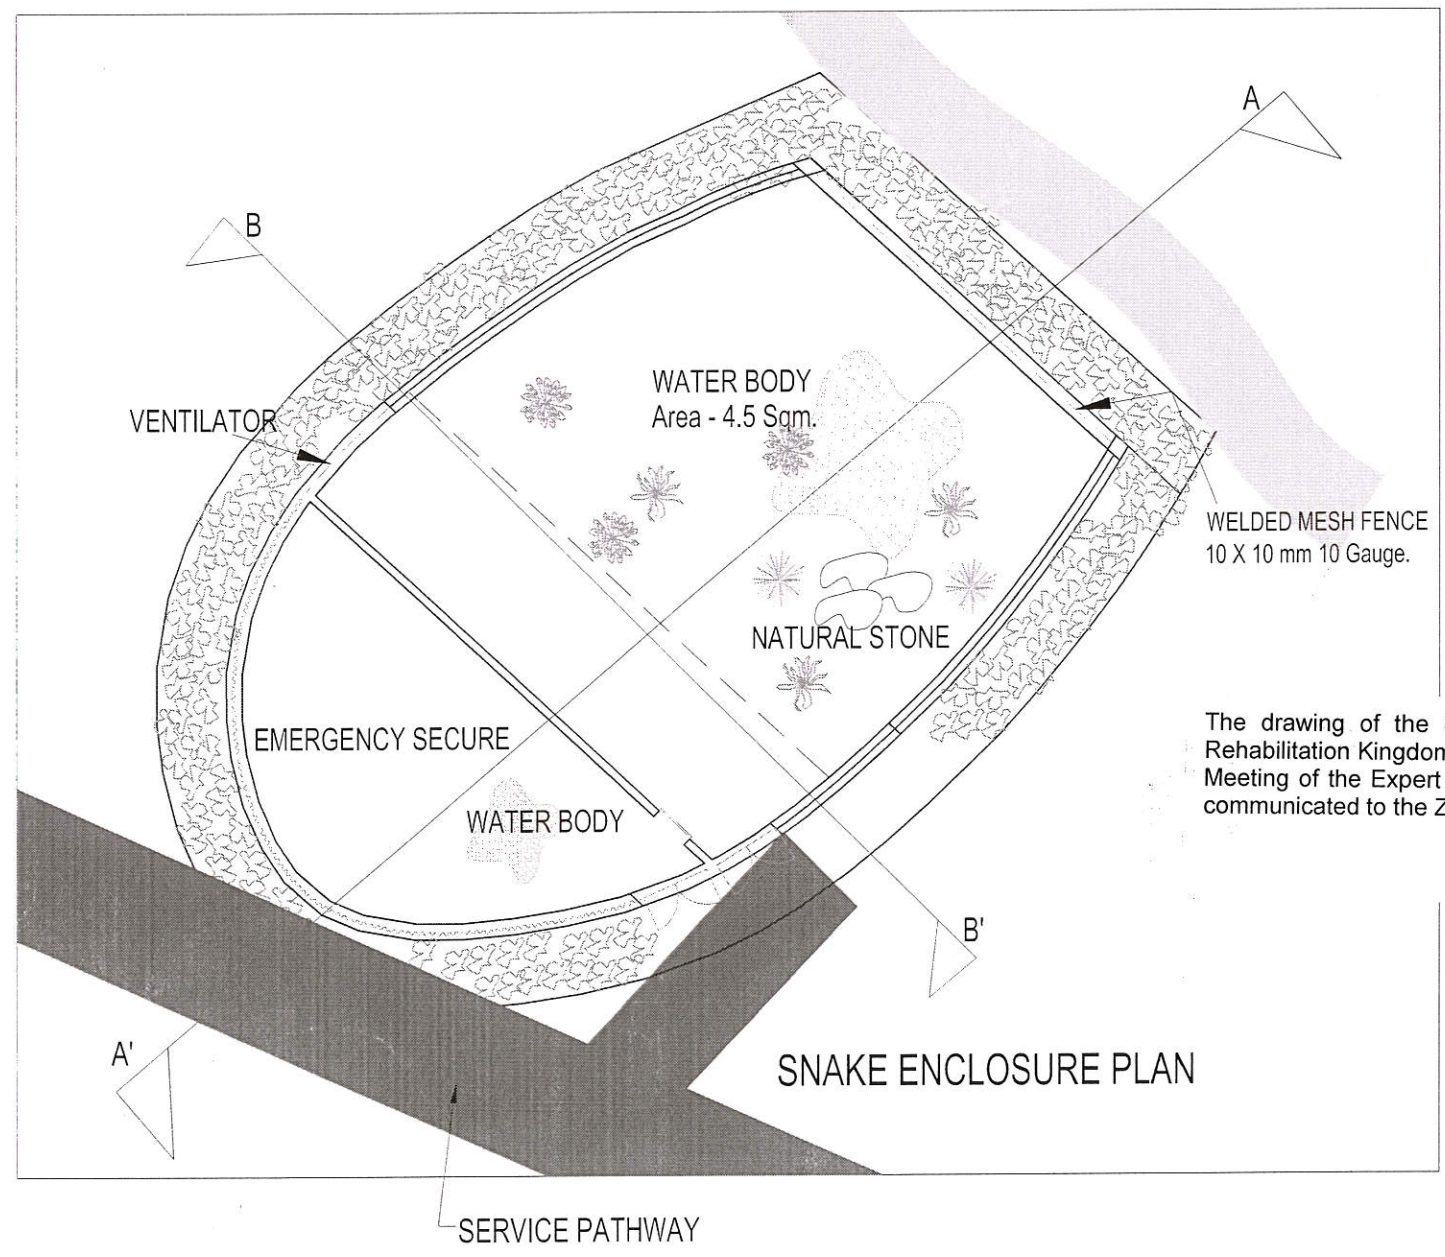 A
B
VENTILATOR
WATER BODY
Area - 4.5 Sqm.
WELDED MESH FENCE
10 X 10 mm 10 Gauge.
NATURAL STONE
The drawing of the
Rehabilitation Kingdom
Meeting of the Expert
communicated to the Z
EMERGENCY SECURE
WATER BODY
B'
A'
SNAKE ENCLOSURE PLAN
SERVICE PATHWAY